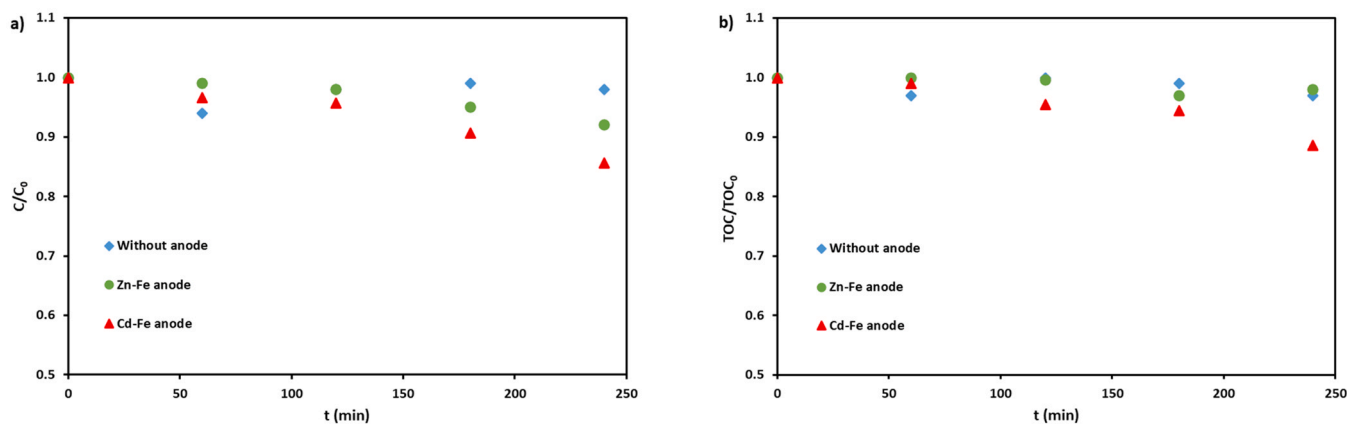 a)
1.1
1.0
0.9
0.8
0.7
0.6
0.5
C/C₀
Without anode
Zn-Fe anode
Cd-Fe anode
0 50 100 150 200 250
t (min)
b)
1.1
1.0
0.9
0.8
0.7
0.6
0.5
TOC/TOC₀
Without anode
Zn-Fe anode
Cd-Fe anode
0 50 100 150 200 250
t (min)